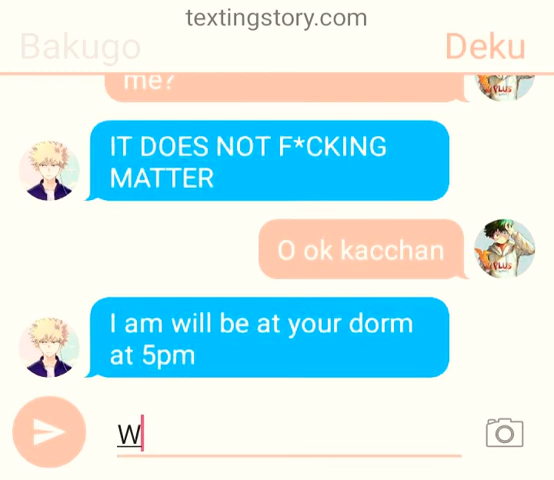 textingstory.com
Bakugo
Deku
me?
IT DOES NOT F*CKING
MATTER
O ok kacchan
I am will be at your dorm
at 5pm
W
PLUS